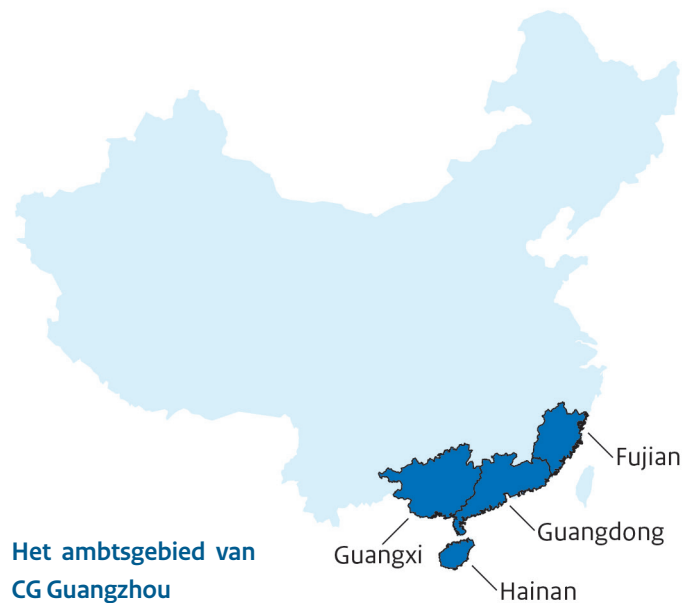 Fujian
Guangdong
Guangxi
Hainan
Het ambtsgebied van
CG Guangzhou